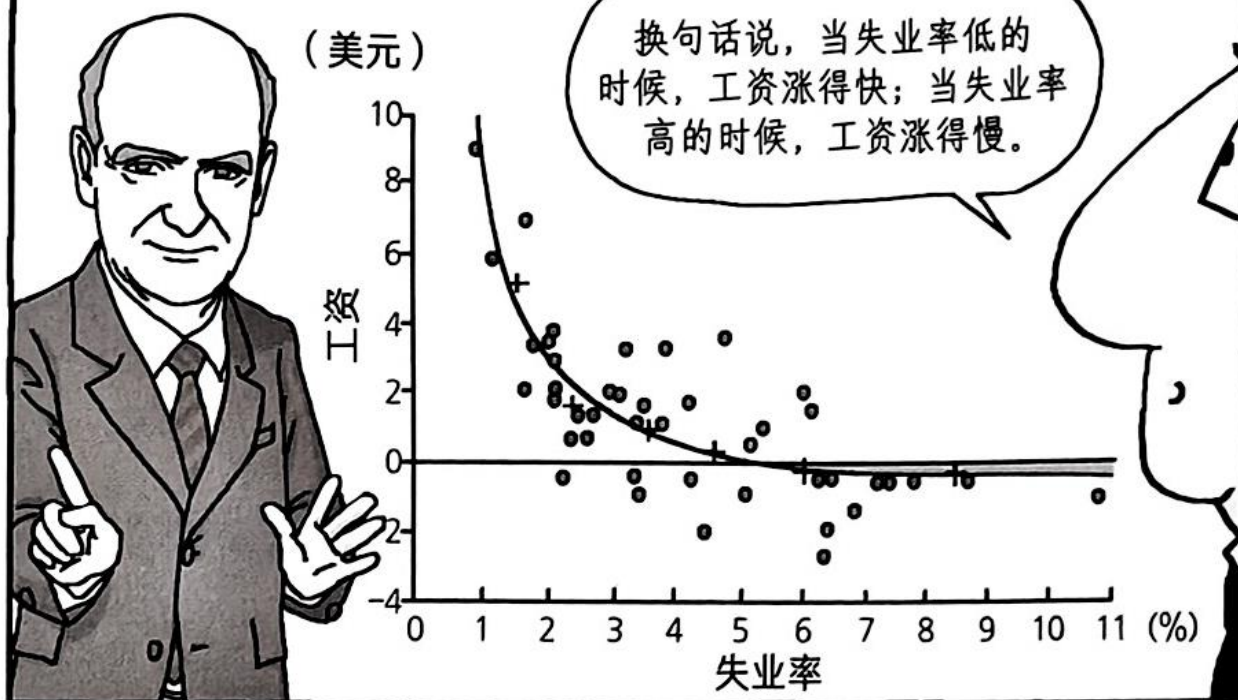 （美元）
换句话说，当失业率低的
时候，工资涨得快；当失业率
高的时候，工资涨得慢。
10
8
6
4
2
0
-2
-4
工资
0 1 2 3 4 5 6 7 8 9 10 11 (%)
失业率